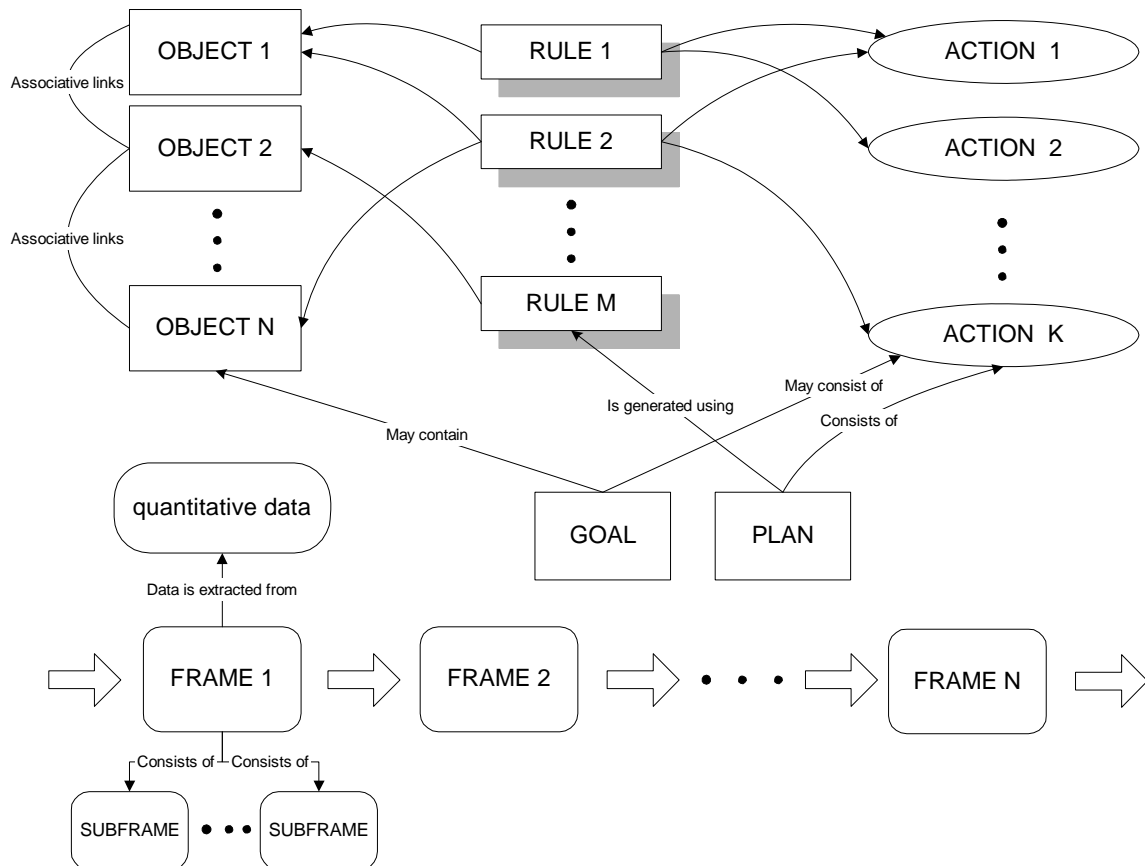 OBJECT 1
RULE 1
ACTION 1
Associative links
OBJECT 2
RULE 2
ACTION 2
Associative links
OBJECT N
RULE M
ACTION K
May consist of
Is generated using
Consists of
May contain
quantitative data
GOAL
PLAN
Data is extracted from
FRAME 1
FRAME 2
FRAME N
Consists of
Consists of
SUBFRAME
SUBFRAME